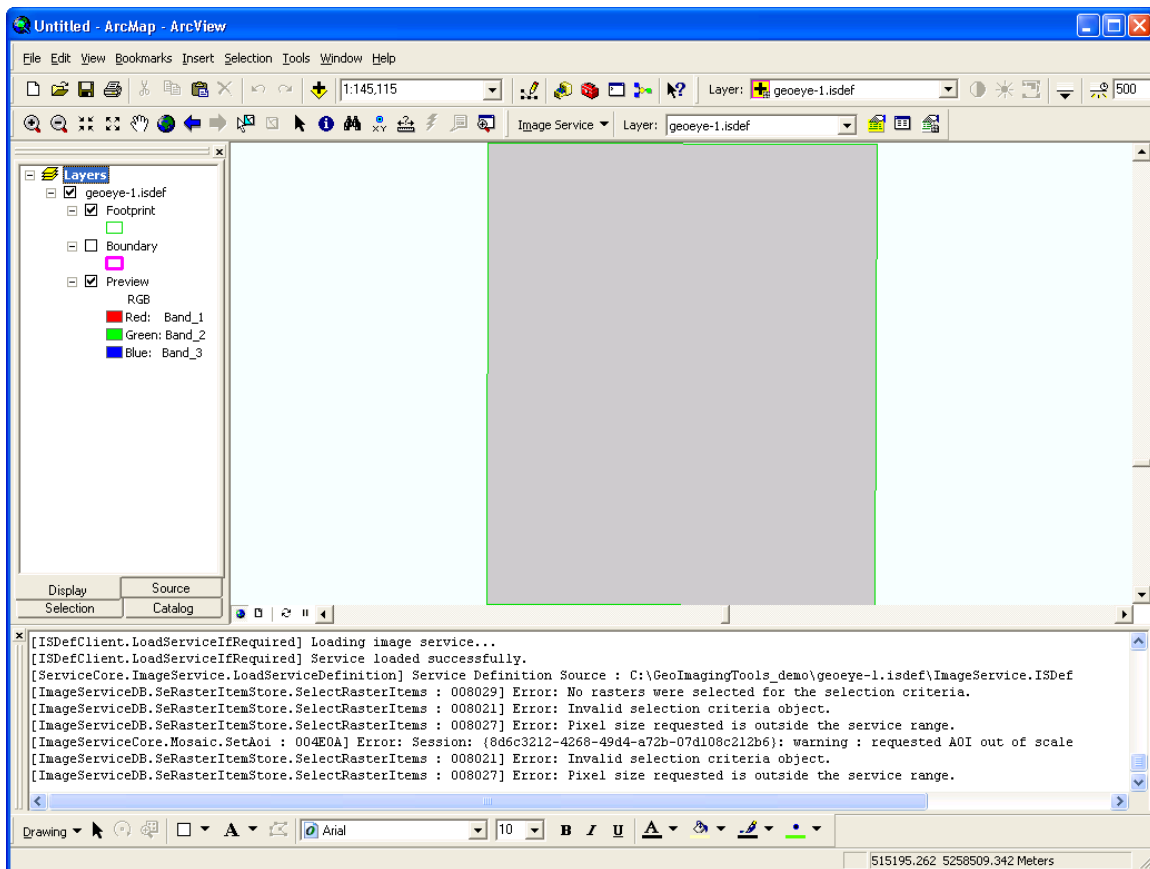 Untitled - ArcMap - ArcView
File Edit View Bookmarks Insert Selection Tools Window Help
1:145,115 Layer: geoeye-1.isdef 500
Image Service Layer: geoeye-1.isdef
Layers
geoeye-1.isdef
Footprint
Boundary
Preview
RGB
Red: Band_1
Green: Band_2
Blue: Band_3
Display Source
Selection Catalog
[ISDefClient.LoadServiceIfRequired] Loading image service...
[ISDefClient.LoadServiceIfRequired] Service loaded successfully.
[ServiceCore.ImageService.LoadServiceDefinition] Service Definition Source : C:\GeoImagingTools_demo\geoeye-1.isdef\ImageService.ISDef
[ImageServiceDB.SeRasterItemStore.SelectRasterItems : 008029] Error: No rasters were selected for the selection criteria.
[ImageServiceDB.SeRasterItemStore.SelectRasterItems : 008021] Error: Invalid selection criteria object.
[ImageServiceDB.SeRasterItemStore.SelectRasterItems : 008027] Error: Pixel size requested is outside the service range.
[ImageServiceCore.Mosaic.SetAoi : 004E0A] Error: Session: {8d6c3212-4268-49d4-a72b-07d108c212b6}: warning : requested AOI out of scale
[ImageServiceDB.SeRasterItemStore.SelectRasterItems : 008021] Error: Invalid selection criteria object.
[ImageServiceDB.SeRasterItemStore.SelectRasterItems : 008027] Error: Pixel size requested is outside the service range.
Drawing A Arial 10 B I U A
515195.262 5258509.342 Meters